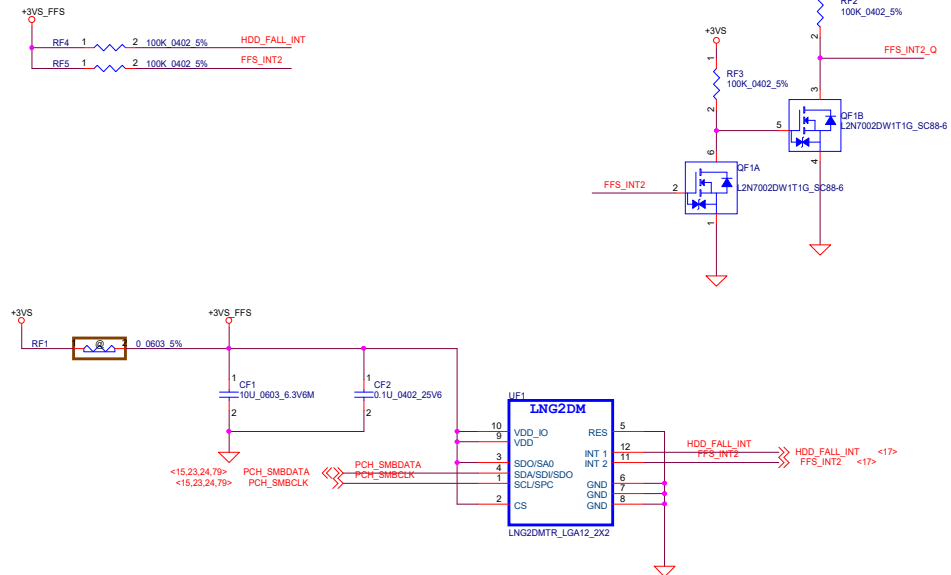 +3VS_FFS
RF4 1 2 100K_0402_5% HDD_FALL_INT
RF5 1 2 100K_0402_5% FFS_INT2
RF2
100K_0402_5%
2
FFS_INT2_Q
+3VS
1
RF3
100K_0402_5%
2
3
QF1B
L2N7002DW1T1G_SC88-6
5
4
6
QF1A
L2N7002DW1T1G_SC88-6
FFS_INT2
2
1
+3VS
+3VS_FFS
RF1 1 @ 2 0_0603_5%
1
CF1
10U_0603_6.3V6M
2
1
CF2
0.1U_0402_25V6
2
UF1
LNG2DM
10 VDD_IO
9 VDD
3 SDO/SA0
4 SDA/SDI/SDO
1 SCL/SPC
2 CS
RES 5
INT 1 12
INT 2 11
GND 6
GND 7
GND 8
LNG2DMTR_LGA12_2X2
<15,23,24,79> PCH_SMBDATA PCH_SMBDATA
<15,23,24,79> PCH_SMBCLK PCH_SMBCLK
HDD_FALL_INT HDD_FALL_INT <17>
FFS_INT2 FFS_INT2 <17>